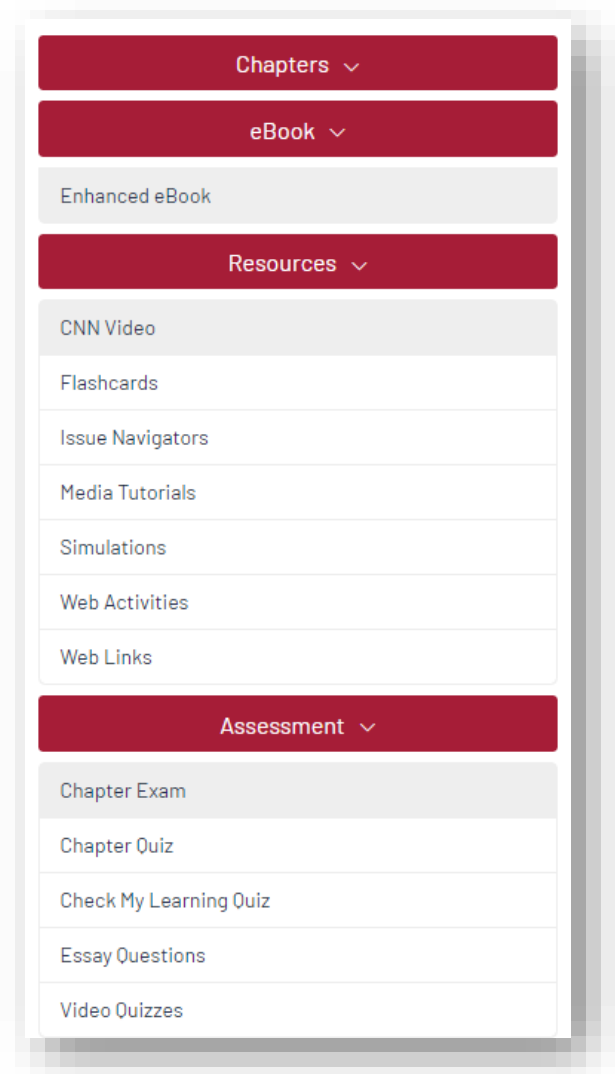 Chapters
eBook
Enhanced eBook
Resources
CNN Video
Flashcards
Issue Navigators
Media Tutorials
Simulations
Web Activities
Web Links
Assessment
Chapter Exam
Chapter Quiz
Check My Learning Quiz
Essay Questions
Video Quizzes